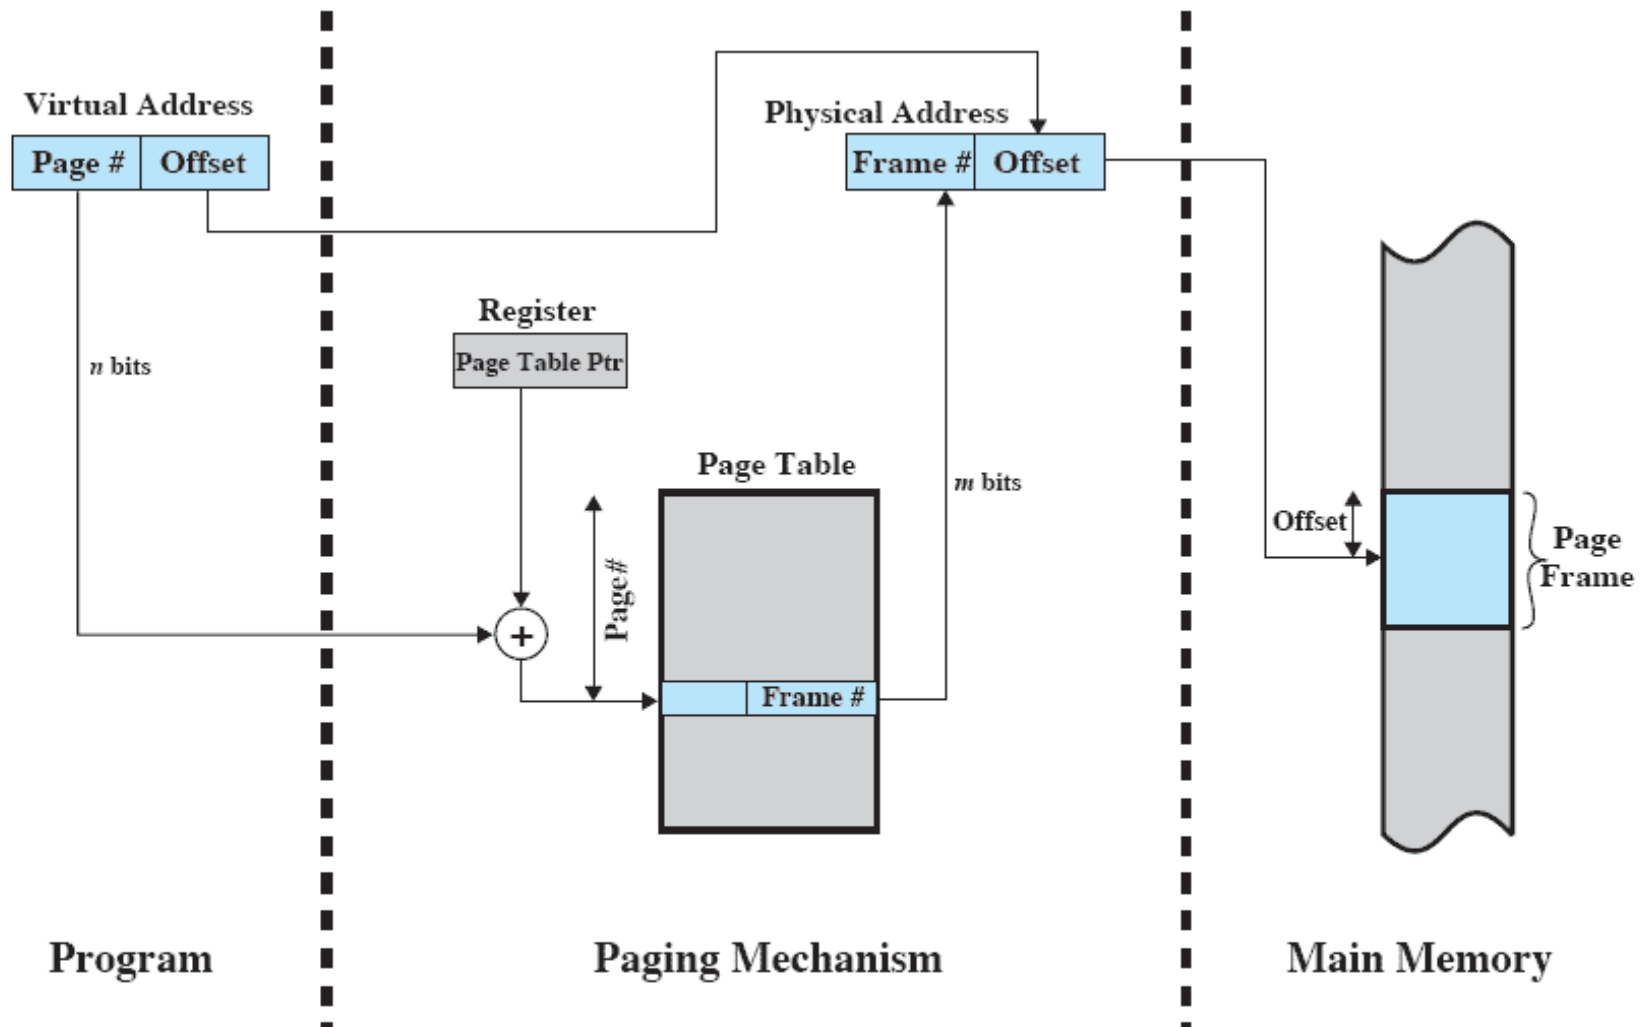 Virtual Address
Page # Offset
Physical Address
Frame # Offset
n bits
Register
Page Table Ptr
Page Table
Page#
+
Frame #
m bits
Offset
Page
Frame
Program
Paging Mechanism
Main Memory